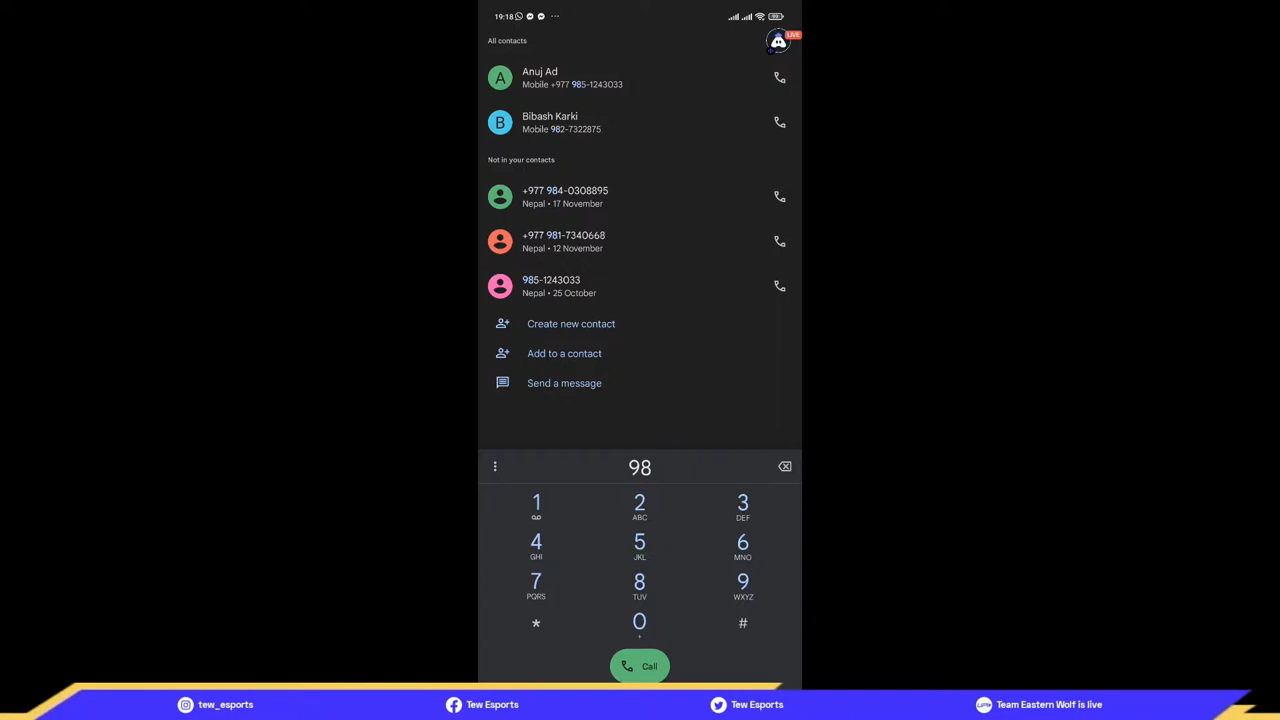 19:18
99
All contacts
LIVE
A
Anuj Ad
Mobile +977 985-1243033
B
Bibash Karki
Mobile 982-7322875
Not in your contacts
+977 984-0308895
Nepal • 17 November
+977 981-7340668
Nepal • 12 November
985-1243033
Nepal • 25 October
Create new contact
Add to a contact
Send a message
98
1 2 3
ABC DEF
4 5 6
GHI JKL MNO
7 8 9
PQRS TUV WXYZ
* 0 #
+
Call
tew_esports Tew Esports Tew Esports Team Eastern Wolf is live